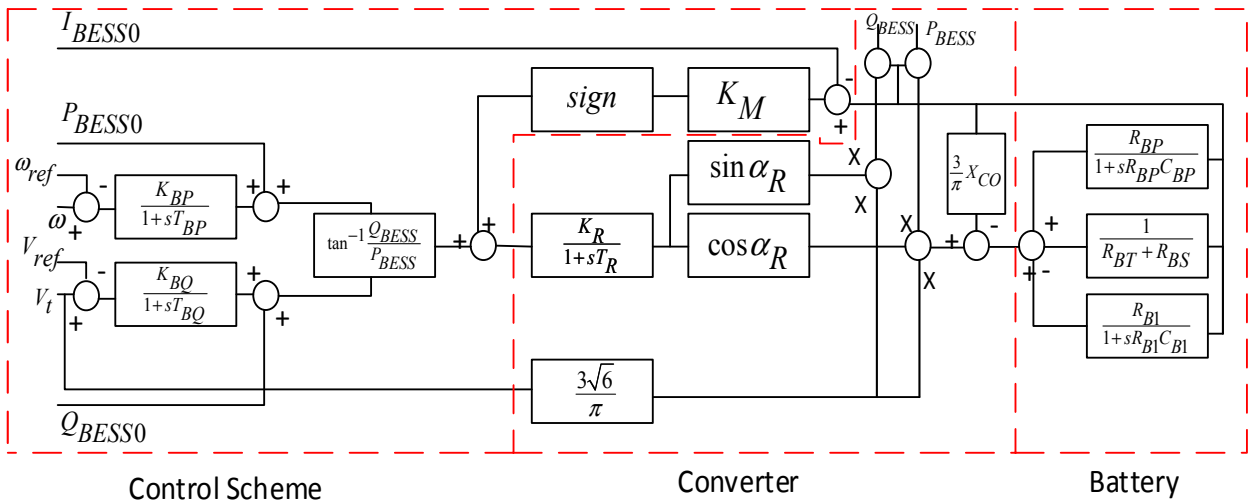 I_BESS0
Q_BESS P_BESS
sign K_M -
+
P_BESS0
ω_ref
- K_BP/(1+sT_BP) + +
ω +
V_ref
- K_BQ/(1+sT_BQ) + +
V_t +
tan⁻¹ Q_BESS/P_BESS + +
K_R/(1+sT_R)
sin α_R X X
cos α_R X X
3/π X_CO
+ -
3√6/π
R_BP/(1+sR_BP C_BP)
+ + -
1/(R_BT + R_BS)
R_B1/(1+sR_B1 C_B1)
Q_BESS0
Control Scheme Converter Battery